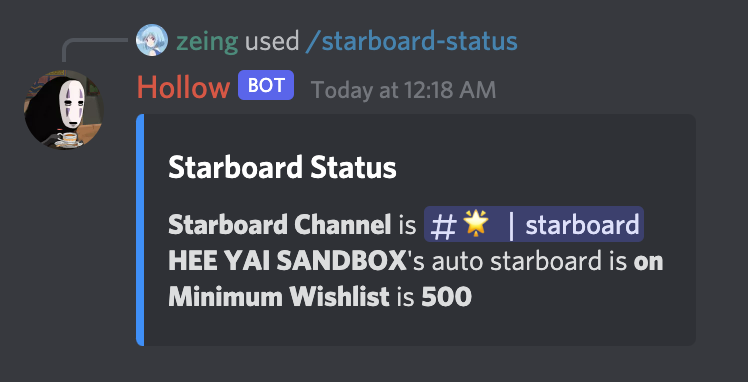 zeing used /starboard-status
Hollow BOT Today at 12:18 AM
Starboard Status
Starboard Channel is #🌟 | starboard
HEE YAI SANDBOX's auto starboard is on
Minimum Wishlist is 500